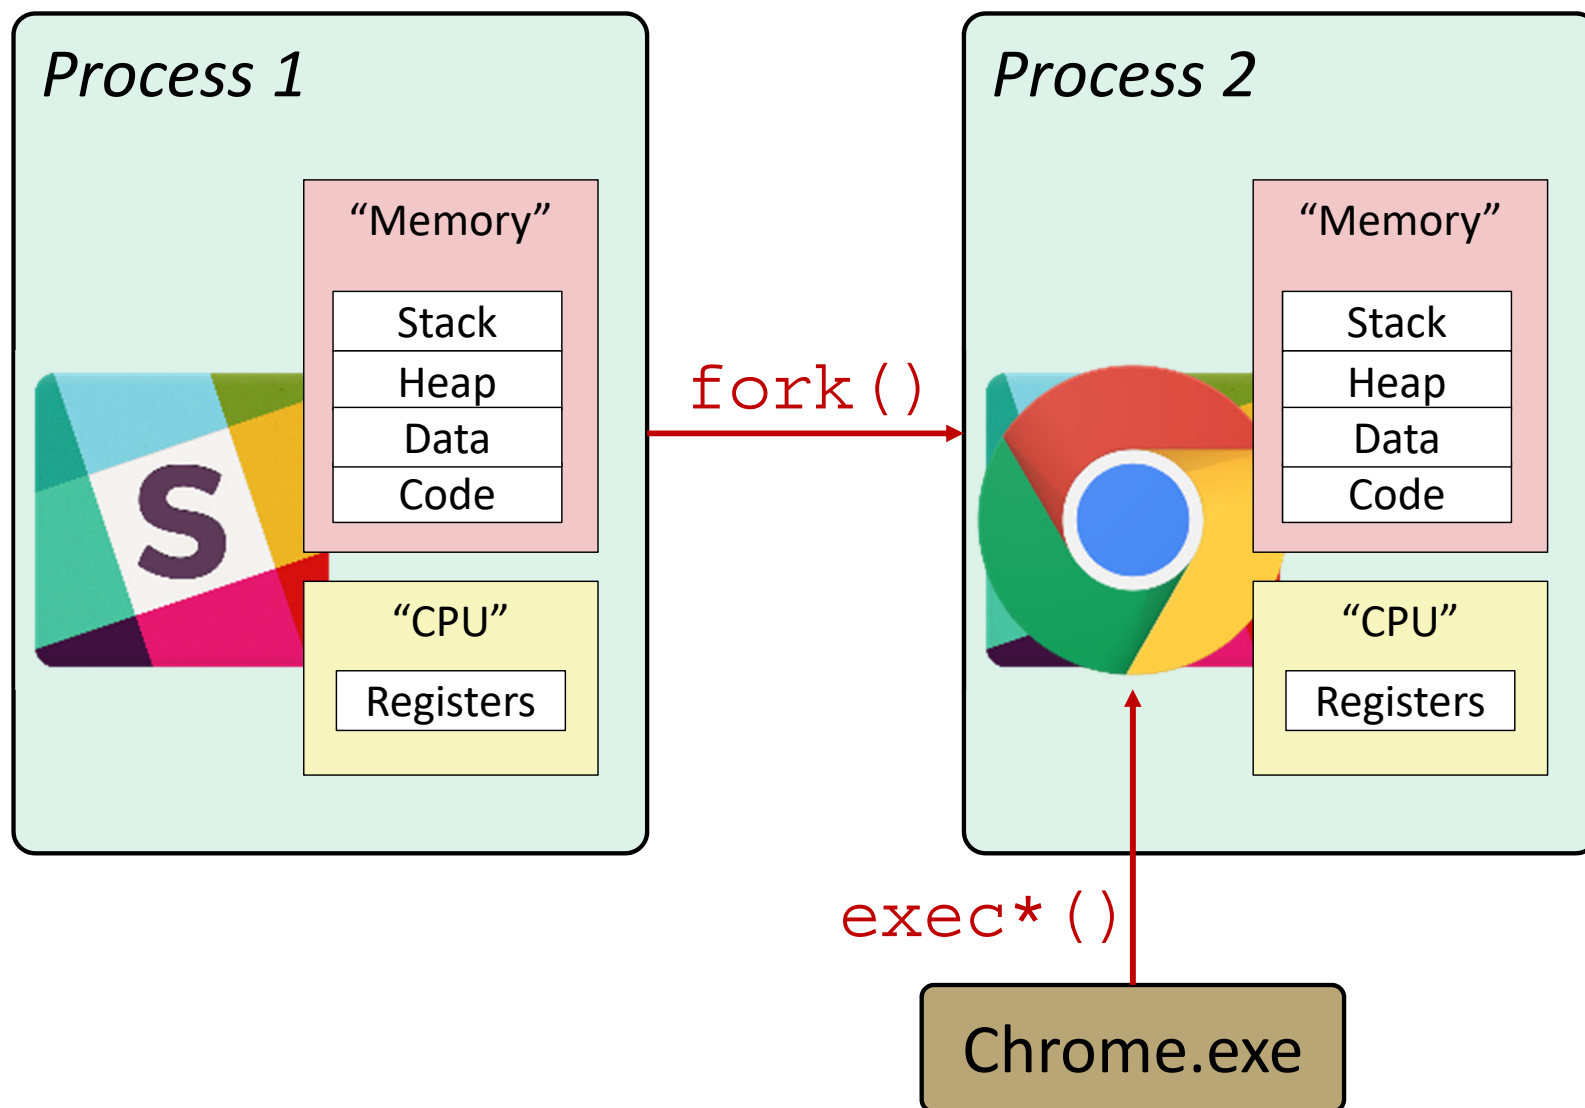 Process 1
“Memory”
Stack
Heap
Data
Code
S
“CPU”
Registers
fork()
Process 2
“Memory”
Stack
Heap
Data
Code
“CPU”
Registers
exec*()
Chrome.exe